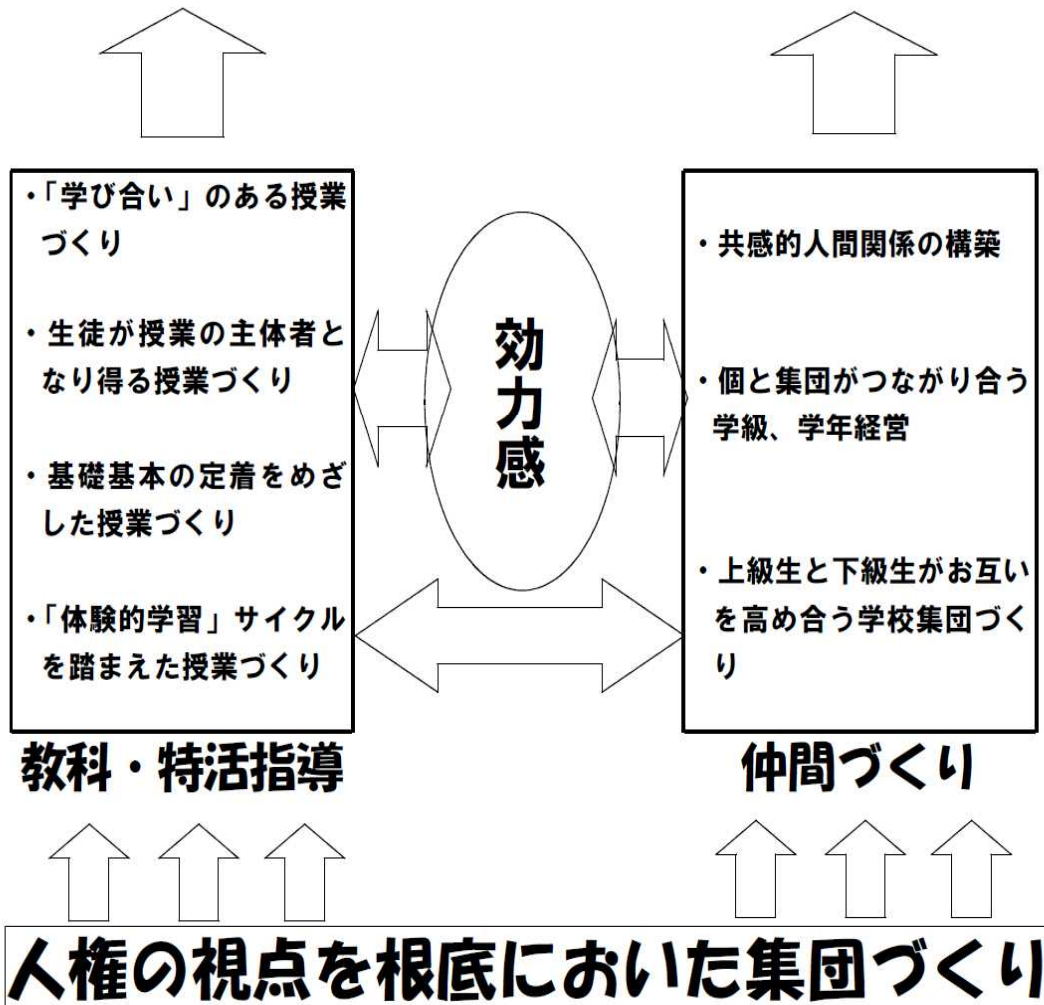 ・「学び合い」のある授業
づくり
・生徒が授業の主体者と
なり得る授業づくり
・基礎基本の定着をめざ
した授業づくり
・「体験的学習」サイクル
を踏まえた授業づくり
効力感
・共感的人間関係の構築
・個と集団がつながり合う
学級、学年経営
・上級生と下級生がお互い
を高め合う学校集団づく
り
教科・特活指導
仲間づくり
人権の視点を根底においた集団づくり